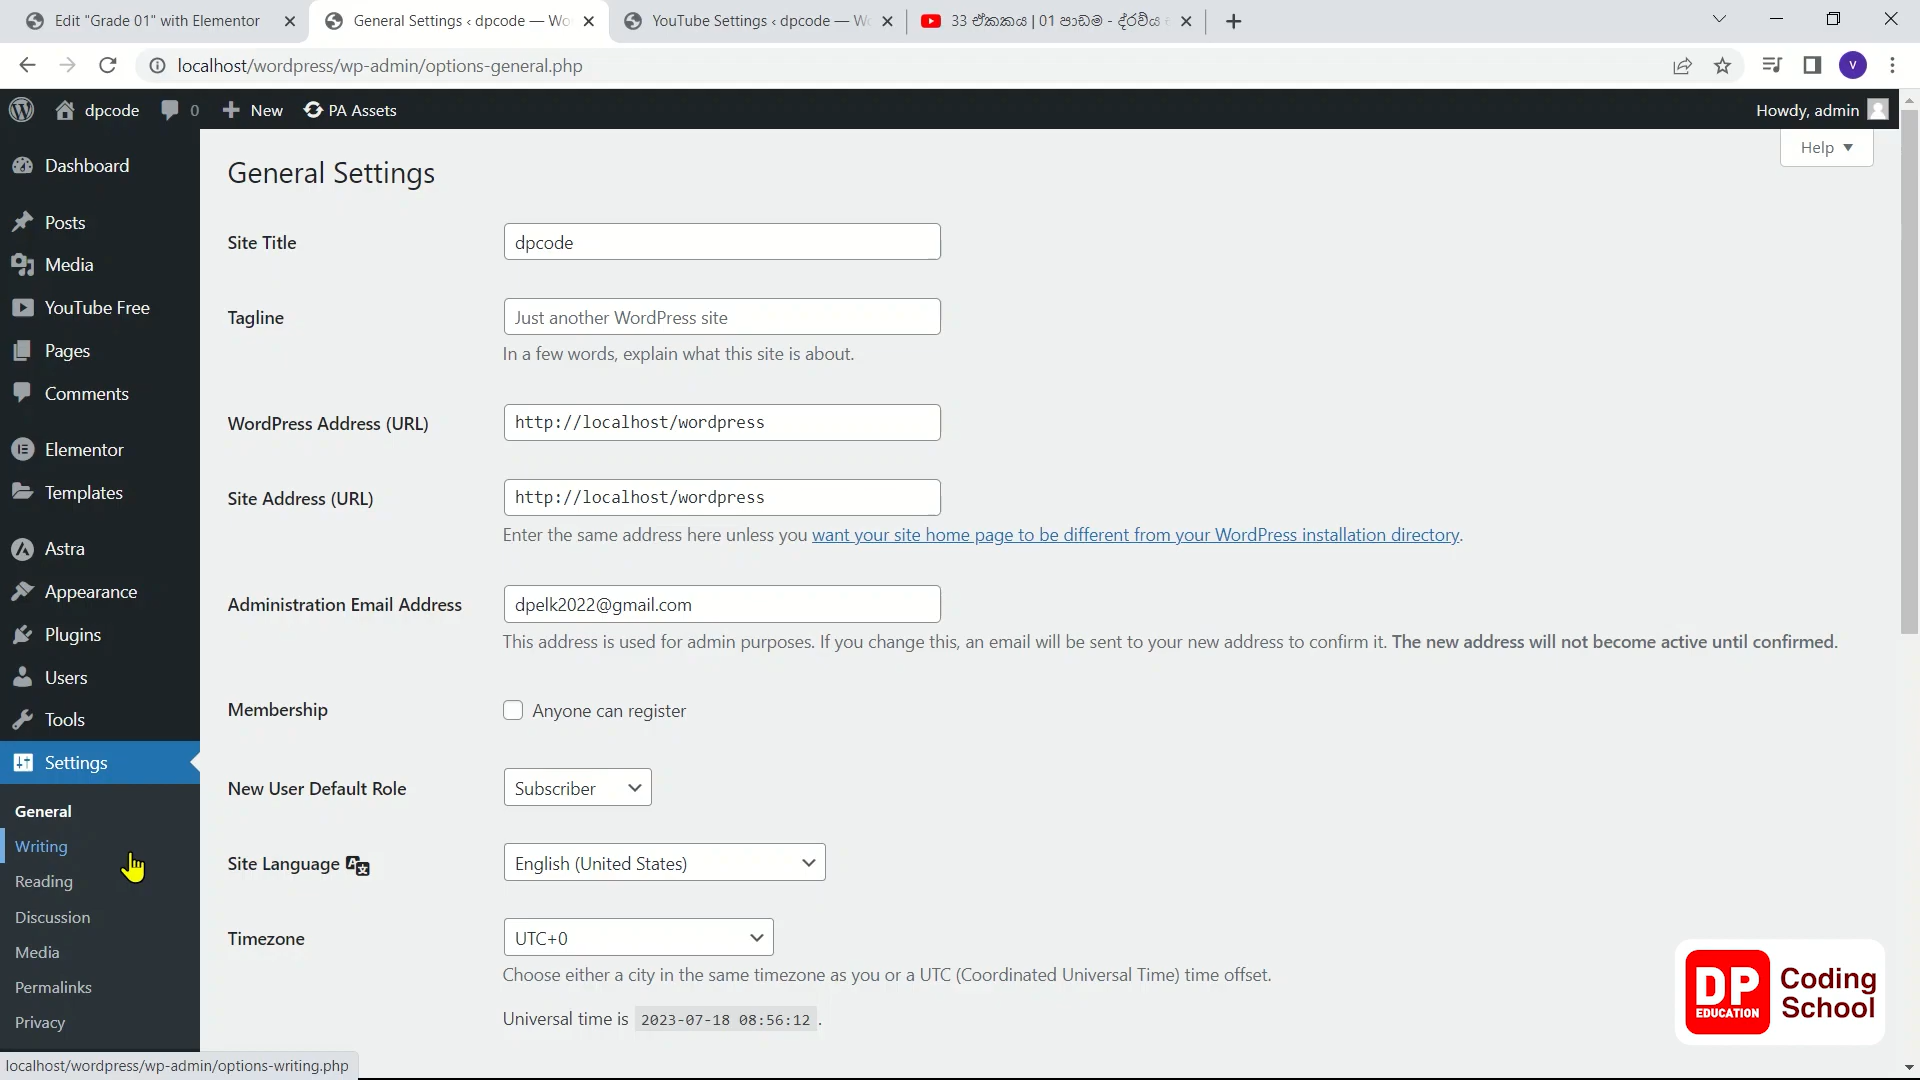 Edit "Grade 01" with Elementor
General Settings ‹ dpcode — Wo
YouTube Settings ‹ dpcode — W
33 ඒකකය | 01 පාඩම - ද්රව්ය
localhost/wordpress/wp-admin/options-general.php
V
dpcode
0
New
PA Assets
Howdy, admin
Dashboard
Posts
Media
YouTube Free
Pages
Comments
Elementor
Templates
Astra
Appearance
Plugins
Users
Tools
Settings
General
Writing
Reading
Discussion
Media
Permalinks
Privacy
Help
General Settings
Site Title
dpcode
Tagline
Just another WordPress site
In a few words, explain what this site is about.
WordPress Address (URL)
http://localhost/wordpress
Site Address (URL)
http://localhost/wordpress
Enter the same address here unless you want your site home page to be different from your WordPress installation directory.
Administration Email Address
dpelk2022@gmail.com
This address is used for admin purposes. If you change this, an email will be sent to your new address to confirm it. The new address will not become active until confirmed.
Membership
Anyone can register
New User Default Role
Subscriber
Site Language
English (United States)
Timezone
UTC+0
Choose either a city in the same timezone as you or a UTC (Coordinated Universal Time) time offset.
Universal time is 2023-07-18 08:56:12 .
DP
EDUCATION
Coding
School
localhost/wordpress/wp-admin/options-writing.php